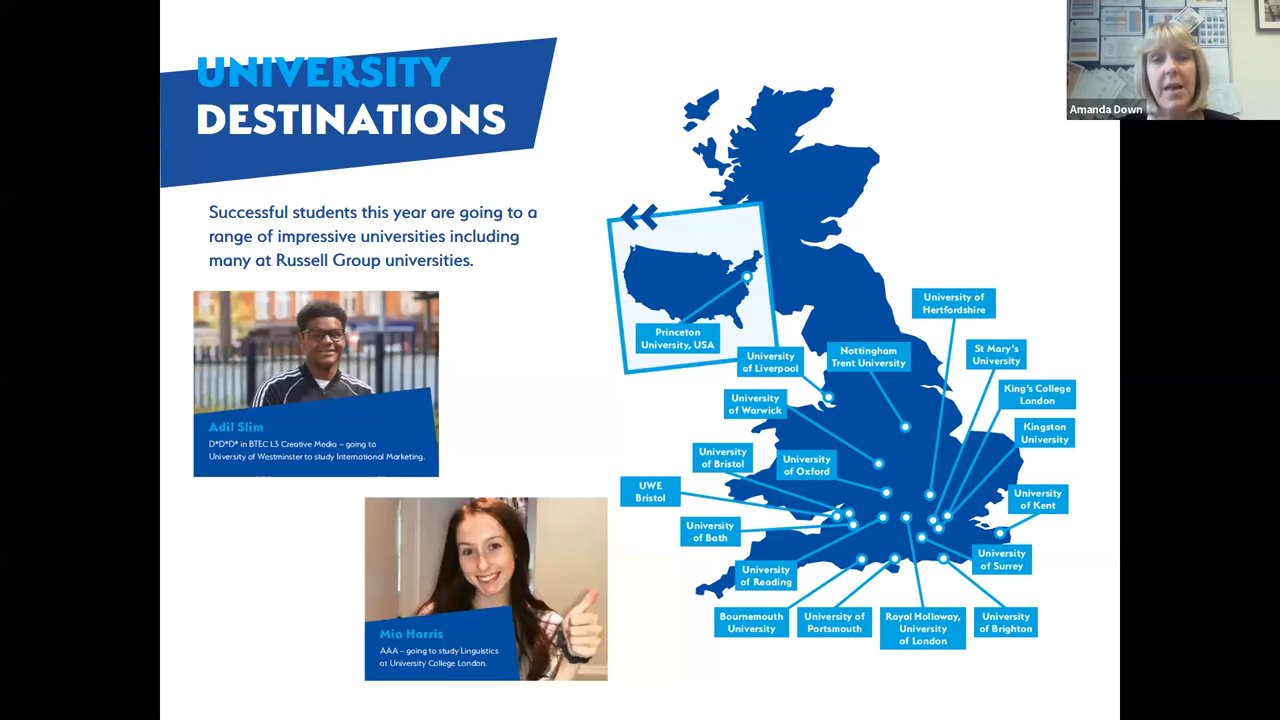 UNIVERSITY
DESTINATIONS
Successful students this year are going to a
range of impressive universities including
many at Russell Group universities.
Adil Slim
D*D*D* in BTEC L3 Creative Media – going to
University of Westminster to study International Marketing.
Mia Harris
AAA – going to study Linguistics
at University College London.
Princeton
University, USA
University
of Liverpool
Nottingham
Trent University
University of
Hertfordshire
St Mary's
University
King's College
London
Kingston
University
University
of Warwick
University
of Bristol
University
of Oxford
UWE
Bristol
University
of Kent
University
of Bath
University
of Surrey
University
of Reading
Bournemouth
University
University of
Portsmouth
Royal Holloway,
University
of London
University
of Brighton
Amanda Down